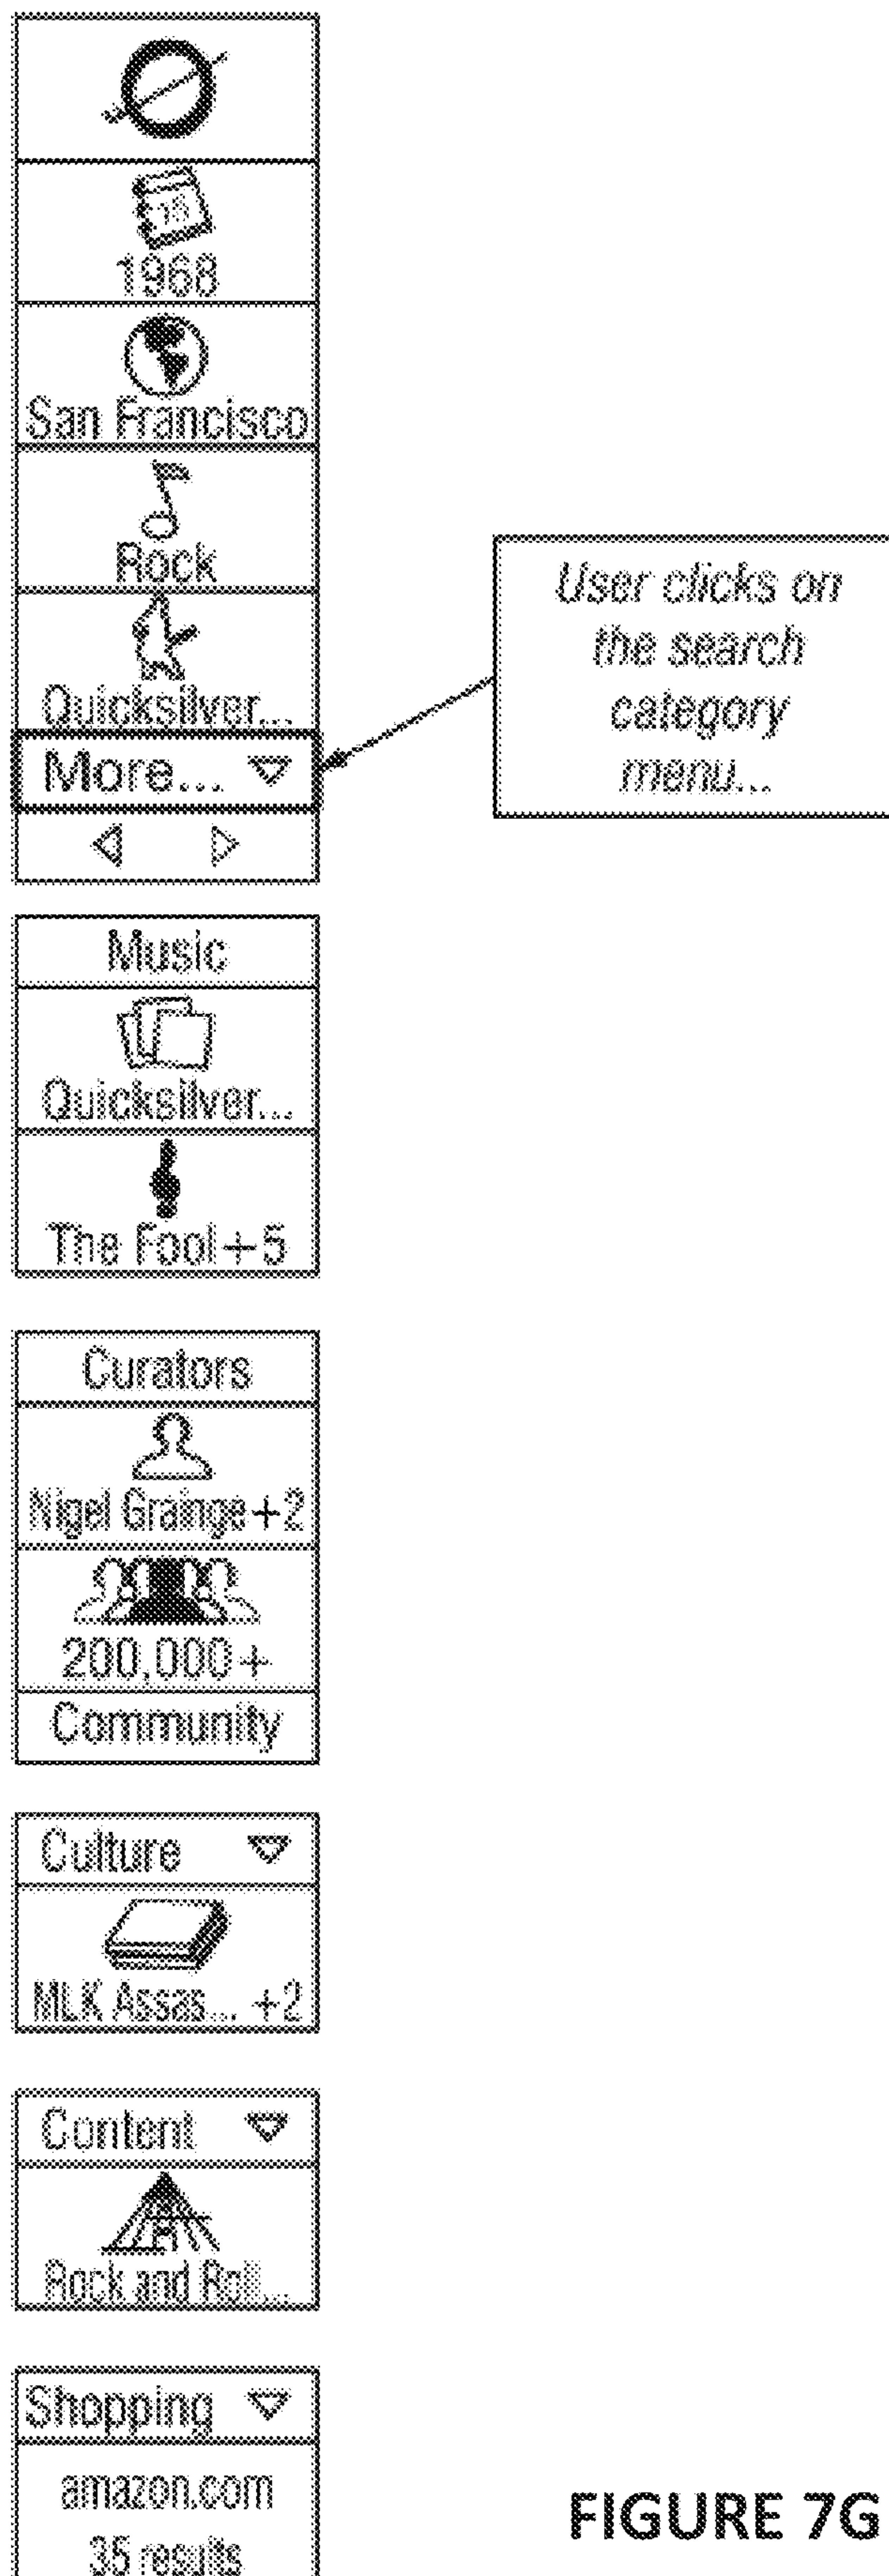 18
1968
San Francisco
Rock
Quicksilver...
More...
User clicks on
the search
category
menu...
Music
Quicksilver...
The Fool +5
Curators
Nigel Grainge +2
200,000 +
Community
Culture
MLK Assas... +2
Content
Rock and Roll...
Shopping
amazon.com
35 results
FIGURE 7G